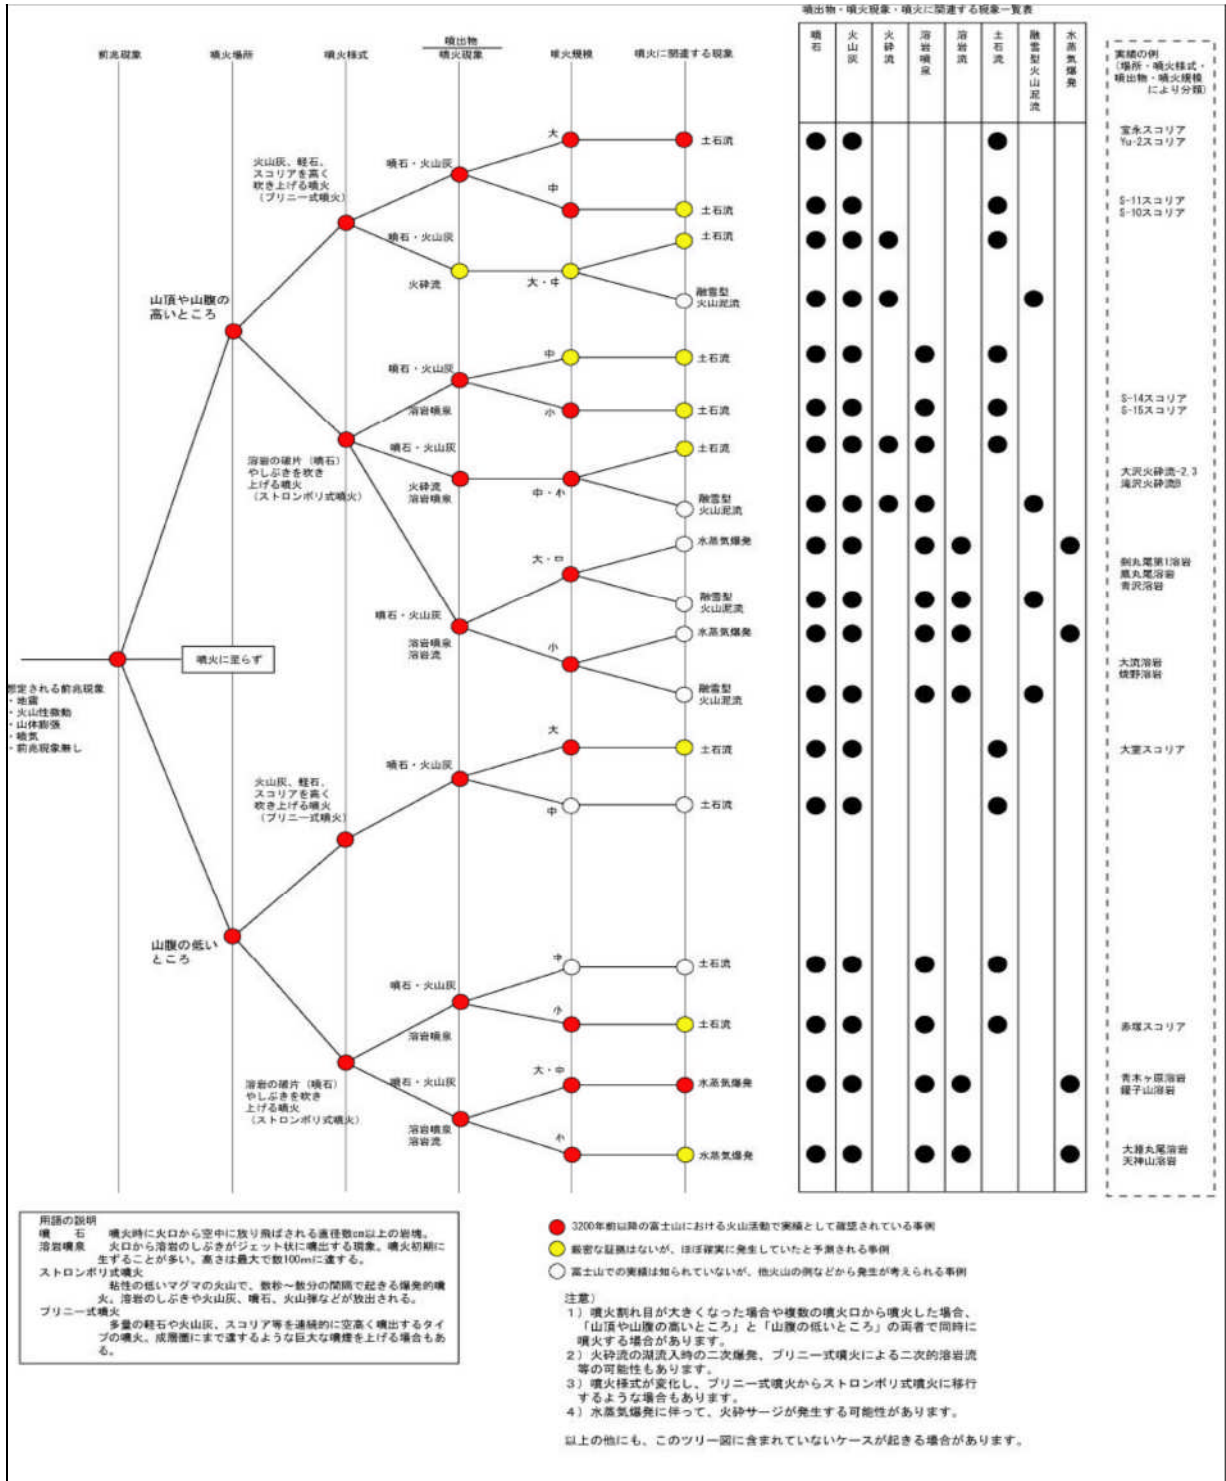 噴出物・噴火現象・噴火に関連する現象一覧表
前兆現象
噴火場所
噴火様式
噴出物
噴火現象
噴火規模
噴火に関連する現象
噴石
火山灰
火砕流
溶岩噴泉
溶岩流
土石流
融雪型火山泥流
水蒸気爆発
実績の例
(場所・噴火様式・
噴出物・噴火規模
により分類)
大
土石流
宝永スコリア
Yu-2スコリア
火山灰、軽石、
スコリアを高く
吹き上げる噴火
(プリニー式噴火)
噴石・火山灰
中
土石流
S-11スコリア
S-10スコリア
噴石・火山灰
土石流
火砕流
大・中
融雪型
火山泥流
山頂や山腹の
高いところ
中
土石流
噴石・火山灰
溶岩噴泉
小
土石流
S-14スコリア
S-15スコリア
噴石・火山灰
土石流
溶岩の破片(噴石)
やしぶきを吹き
上げる噴火
(ストロンボリ式噴火)
火砕流
溶岩噴泉
中・小
融雪型
火山泥流
大沢火砕流-2.3
滝沢火砕流B
水蒸気爆発
大・中
剣丸尾第1溶岩
鷹丸尾溶岩
青沢溶岩
融雪型
火山泥流
噴石・火山灰
溶岩噴泉
溶岩流
水蒸気爆発
小
大流溶岩
焼野溶岩
融雪型
火山泥流
噴火に至らず
想定される前兆現象
・地震
・火山性微動
・山体膨張
・噴気
・前兆現象無し
大
土石流
大室スコリア
噴石・火山灰
火山灰、軽石、
スコリアを高く
吹き上げる噴火
(プリニー式噴火)
中
土石流
山腹の低い
ところ
中
土石流
噴石・火山灰
小
土石流
赤塚スコリア
溶岩噴泉
溶岩の破片(噴石)
やしぶきを吹き
上げる噴火
(ストロンボリ式噴火)
噴石・火山灰
大・中
水蒸気爆発
青木ヶ原溶岩
罐子山溶岩
溶岩噴泉
溶岩流
小
水蒸気爆発
大淵丸尾溶岩
天神山溶岩
用語の説明
噴 石 噴火時に火口から空中に放り飛ばされる直径数cm以上の岩塊。
溶岩噴泉 火口から溶岩のしぶきがジェット状に噴出する現象。噴火初期に
生ずることが多い。高さは最大で数100mに達する。
ストロンボリ式噴火
粘性の低いマグマの火山で、数秒～数分の間隔で起きる爆発的噴
火。溶岩のしぶきや火山灰、噴石、火山弾などが放出される。
プリニー式噴火
多量の軽石や火山灰、スコリア等を連続的に空高く噴出するタイ
プの噴火。成層圏にまで達するような巨大な噴煙を上げる場合もあ
る。
3200年前以降の富士山における火山活動で実績として確認されている事例
厳密な証拠はないが、ほぼ確実に発生していたと予測される事例
富士山での実績は知られていないが、他火山の例などから発生が考えられる事例
注意)
1)噴火割れ目が大きくなった場合や複数の噴火口から噴火した場合、
「山頂や山腹の高いところ」と「山腹の低いところ」の両者で同時に
噴火する場合があります。
2)火砕流の湖流入時の二次爆発、プリニー式噴火による二次的溶岩流
等の可能性もあります。
3)噴火様式が変化し、プリニー式噴火からストロンボリ式噴火に移行
するような場合もあります。
4)水蒸気爆発に伴って、火砕サージが発生する可能性があります。
以上の他にも、このツリー図に含まれていないケースが起きる場合があります。